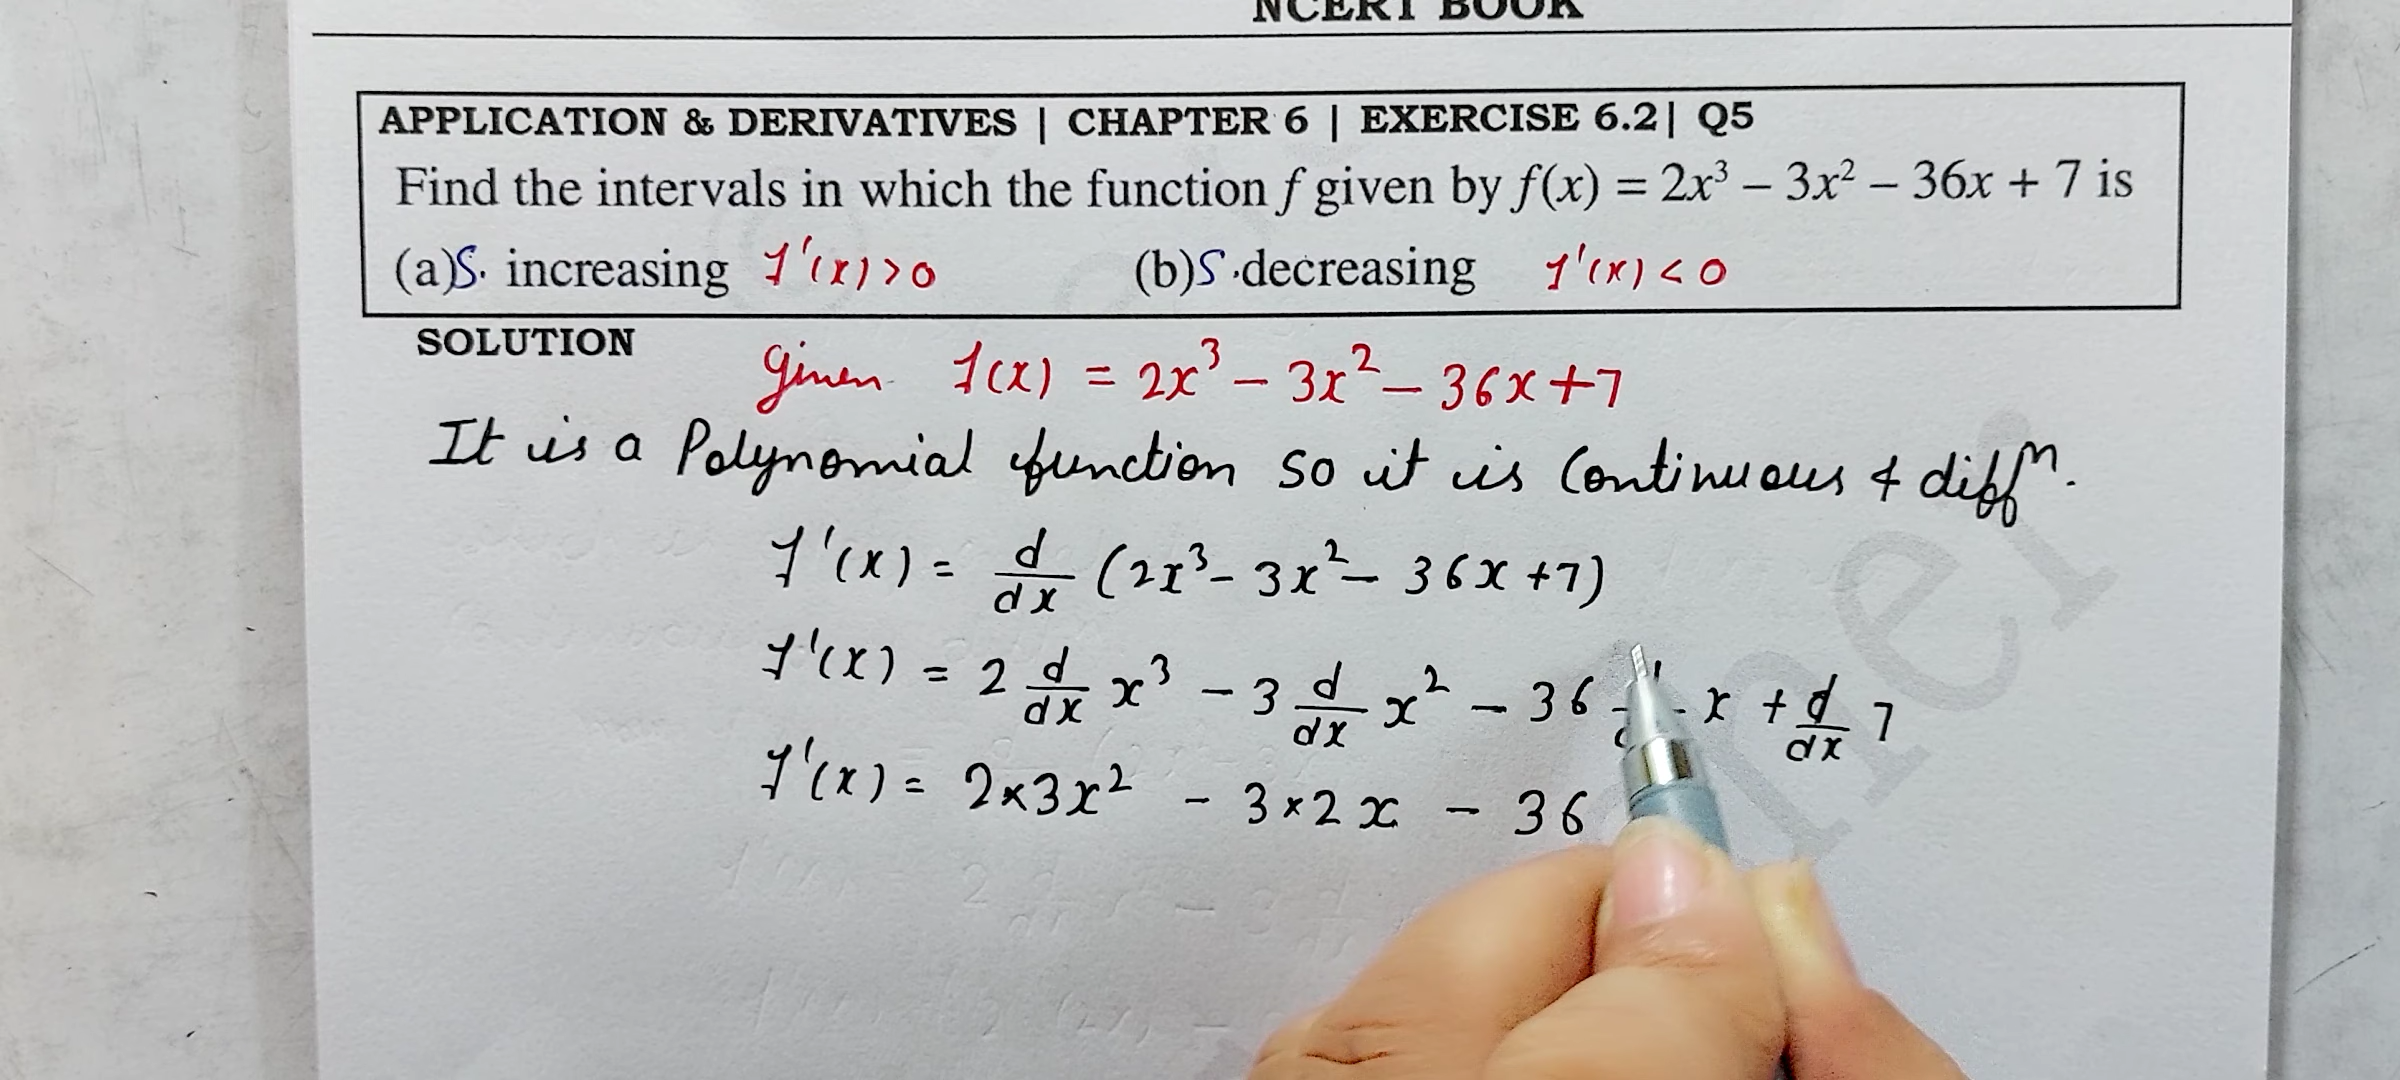 NCERT BOOK
APPLICATION & DERIVATIVES | CHAPTER 6 | EXERCISE 6.2| Q5
Find the intervals in which the function f given by f(x) = 2x³ – 3x² – 36x + 7 is
(a)S. increasing f'(x) > 0 (b)S. decreasing f'(x) < 0
SOLUTION Given f(x) = 2x³ – 3x² – 36x + 7
It is a Polynomial function so it is Continuous & diffⁿ.
f'(x) = d/dx (2x³ – 3x² – 36x + 7)
f'(x) = 2 d/dx x³ – 3 d/dx x² – 36 x + d/dx 7
f'(x) = 2×3x² – 3×2x – 36